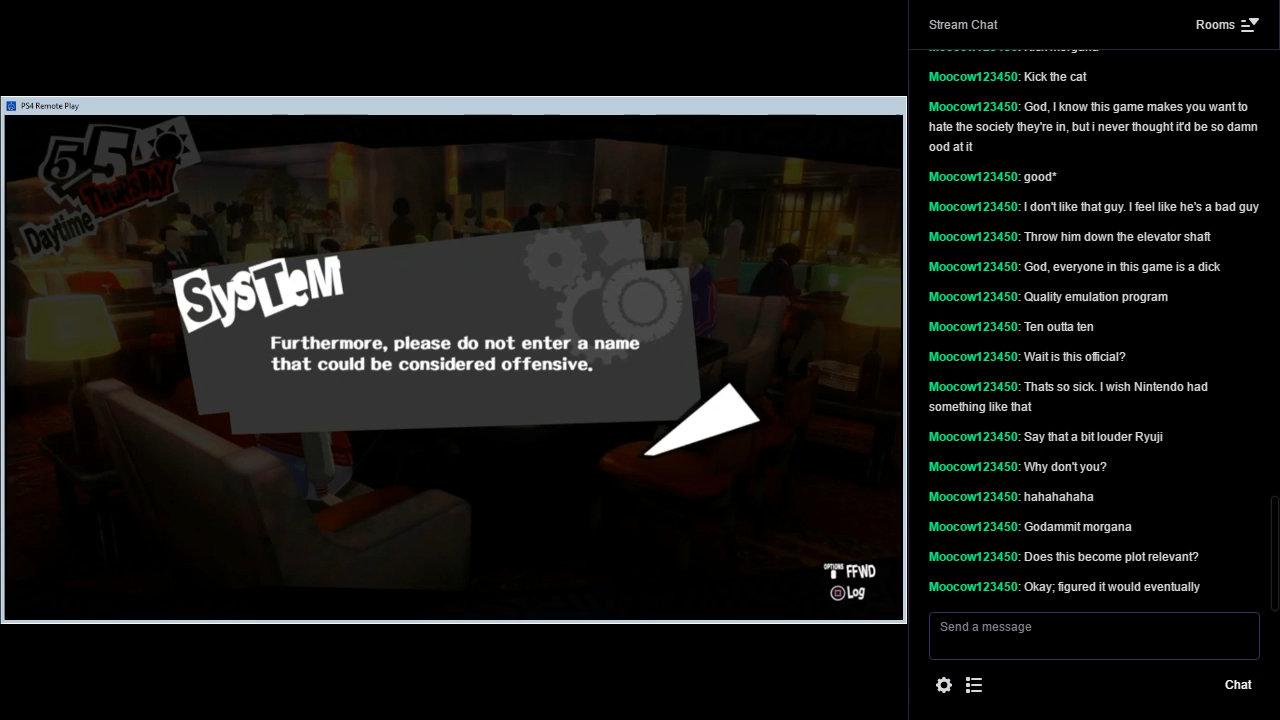 Stream Chat
Rooms
PS4 Remote Play
5/5
THURSDAY
Daytime
SYSTEM
Furthermore, please do not enter a name
that could be considered offensive.
OPTIONS FFWD
Log
Moocow123450: Kick the cat
Moocow123450: God, I know this game makes you want to
hate the society they're in, but i never thought it'd be so damn
ood at it
Moocow123450: good*
Moocow123450: I don't like that guy. I feel like he's a bad guy
Moocow123450: Throw him down the elevator shaft
Moocow123450: God, everyone in this game is a dick
Moocow123450: Quality emulation program
Moocow123450: Ten outta ten
Moocow123450: Wait is this official?
Moocow123450: Thats so sick. I wish Nintendo had
something like that
Moocow123450: Say that a bit louder Ryuji
Moocow123450: Why don't you?
Moocow123450: hahahahaha
Moocow123450: Godammit morgana
Moocow123450: Does this become plot relevant?
Moocow123450: Okay; figured it would eventually
Send a message
Chat